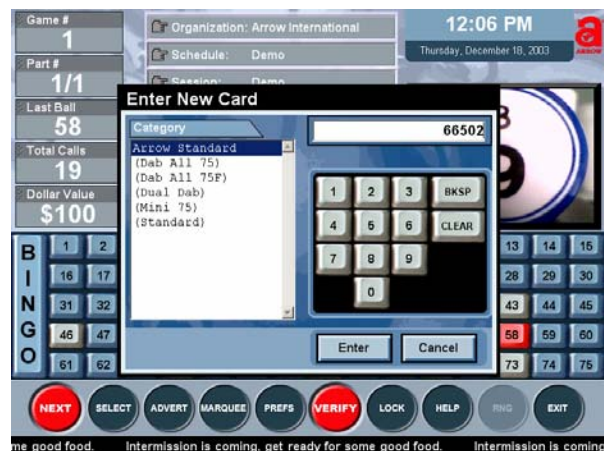 Game #
1
Part #
1/1
Last Ball
58
Total Calls
19
Dollar Value
$100
Organization: Arrow International
Schedule: Demo
Session: Demo
12:06 PM
Thursday, December 18, 2003
a
ARROW
Enter New Card
Category
Arrow Standard
(Dab All 75)
(Dab All 75F)
(Dual Dab)
(Mini 75)
(Standard)
66502
1 2 3 BKSP
4 5 6 CLEAR
7 8 9
0
Enter Cancel
B 1 2 13 14 15
I 16 17 28 29 30
N 31 32 43 44 45
G 46 47 58 59 60
O 61 62 73 74 75
NEXT SELECT ADVERT MARQUEE PREFS VERIFY LOCK HELP RNG EXIT
me good food. Intermission is coming, get ready for some good food. Intermission is coming